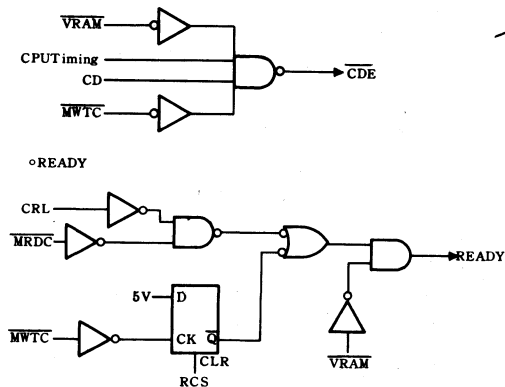 VRAM
CPUTiming
CD
CDE
MWTC
○READY
CRL
MRDC
READY
5V
D
MWTC
CK
Q
CLR
RCS
VRAM